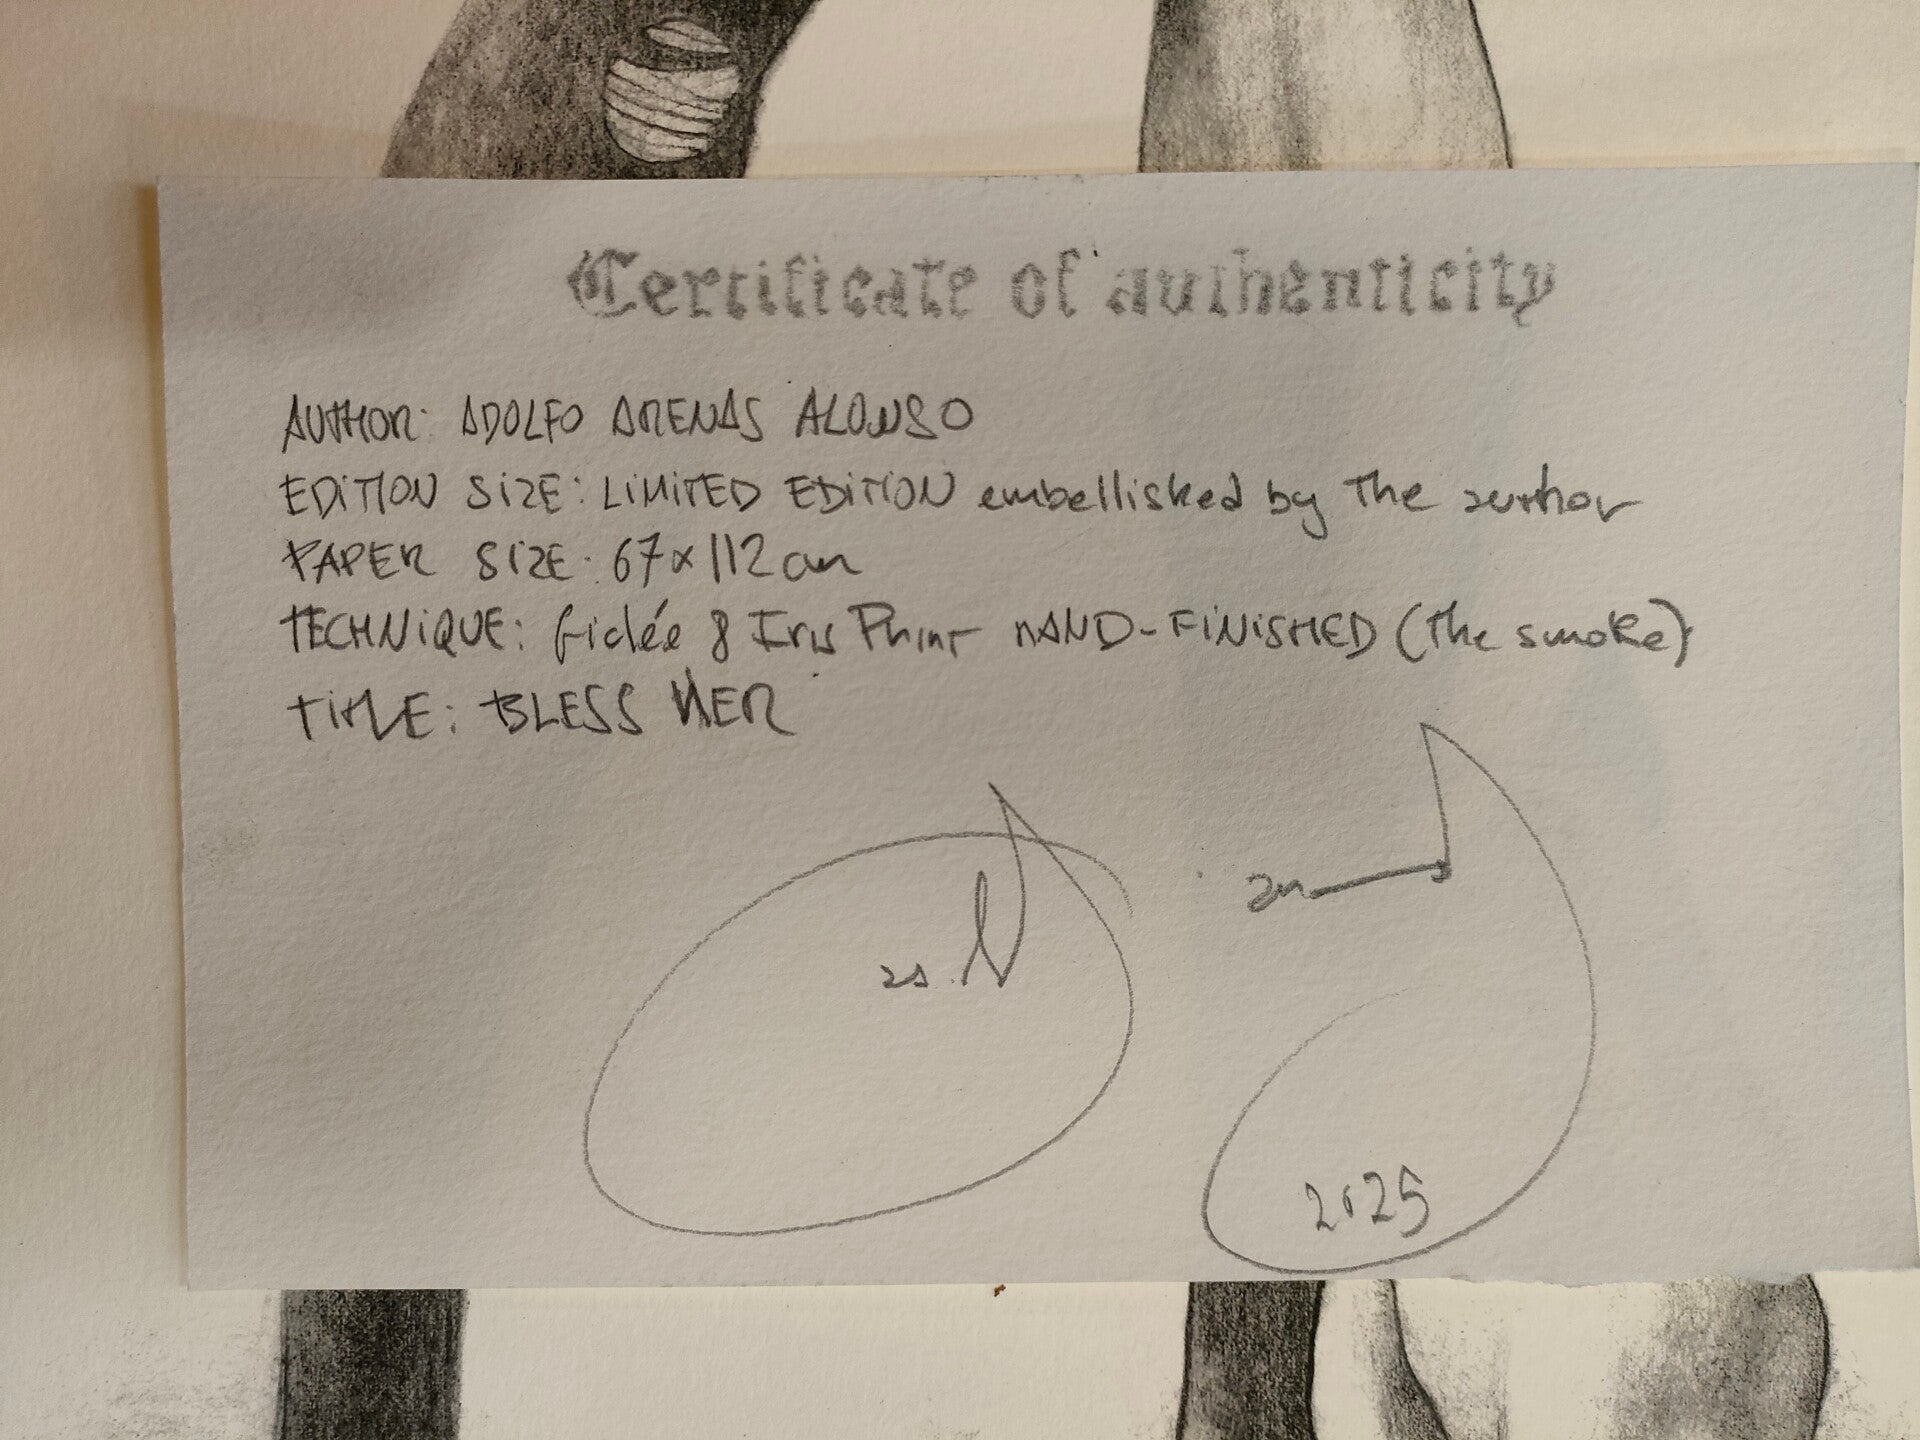 Certificate of authenticity
AUTHOR: ADOLFO ARENAS ALONSO
EDITION SIZE: LIMITED EDITION embellished by The author
PAPER SIZE: 67x112cm
TECHNIQUE: Giclée & Iris Print HAND-FINISHED (The smoke)
TITLE: BLESS HER
2025